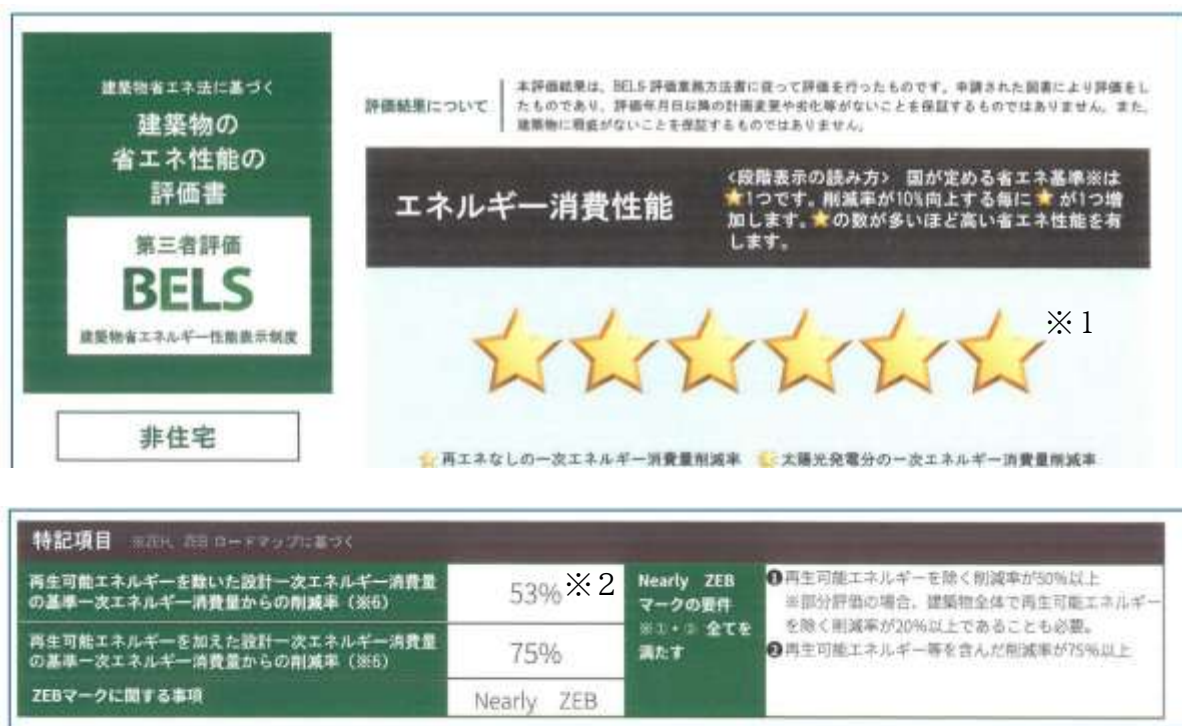 建築物省エネ法に基づく
建築物の
省エネ性能の
評価書
第三者評価
BELS
建築物省エネルギー性能表示制度
非住宅
評価結果について
本評価結果は、BELS 評価業務方法書に従って評価を行ったものです。申請された図書により評価をし
たものであり、評価年月日以降の計画変更や劣化等がないことを保証するものではありません。また、
建築物に瑕疵がないことを保証するものではありません。
エネルギー消費性能
<段階表示の読み方> 国が定める省エネ基準※は
★1つです。削減率が10%向上する毎に★が1つ増
加します。★の数が多いほど高い省エネ性能を有
します。
※1
再エネなしの一次エネルギー消費量削減率
太陽光発電分の一次エネルギー消費量削減率
特記項目 ※ZEH、ZEB ロードマップに基づく
再生可能エネルギーを除いた設計一次エネルギー消費量
の基準一次エネルギー消費量からの削減率(※6)
53% ※2
再生可能エネルギーを加えた設計一次エネルギー消費量
の基準一次エネルギー消費量からの削減率(※6)
75%
ZEBマークに関する事項
Nearly ZEB
Nearly ZEB
マークの要件
※①・② 全てを
満たす
❶再生可能エネルギーを除く削減率が50%以上
※部分評価の場合、建築物全体で再生可能エネルギー
を除く削減率が20%以上であることも必要。
❷再生可能エネルギー等を含んだ削減率が75%以上